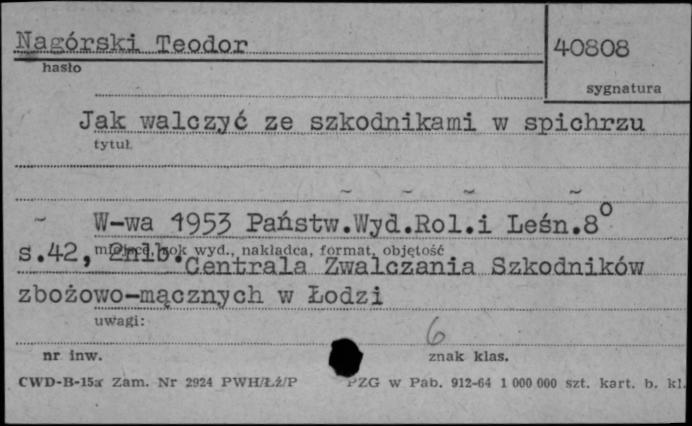 Nagórski Teodor
40808
hasło
sygnatura
Jak walczyć ze szkodnikami w spichrzu
tytuł
W-wa 1953 Państw.Wyd.Rol.i Leśn.8°
miejsce, rok wyd., nakładca, format, objętość
s.42, 2nlb.Centrala Zwalczania Szkodników
zbożowo-mącznych w Łodzi
uwagi:
6
nr inw.
znak klas.
CWD-B-15a Zam. Nr 2924 PWH/Łź/P PZG w Pab. 912-64 1 000 000 szt. kart. b. kl.